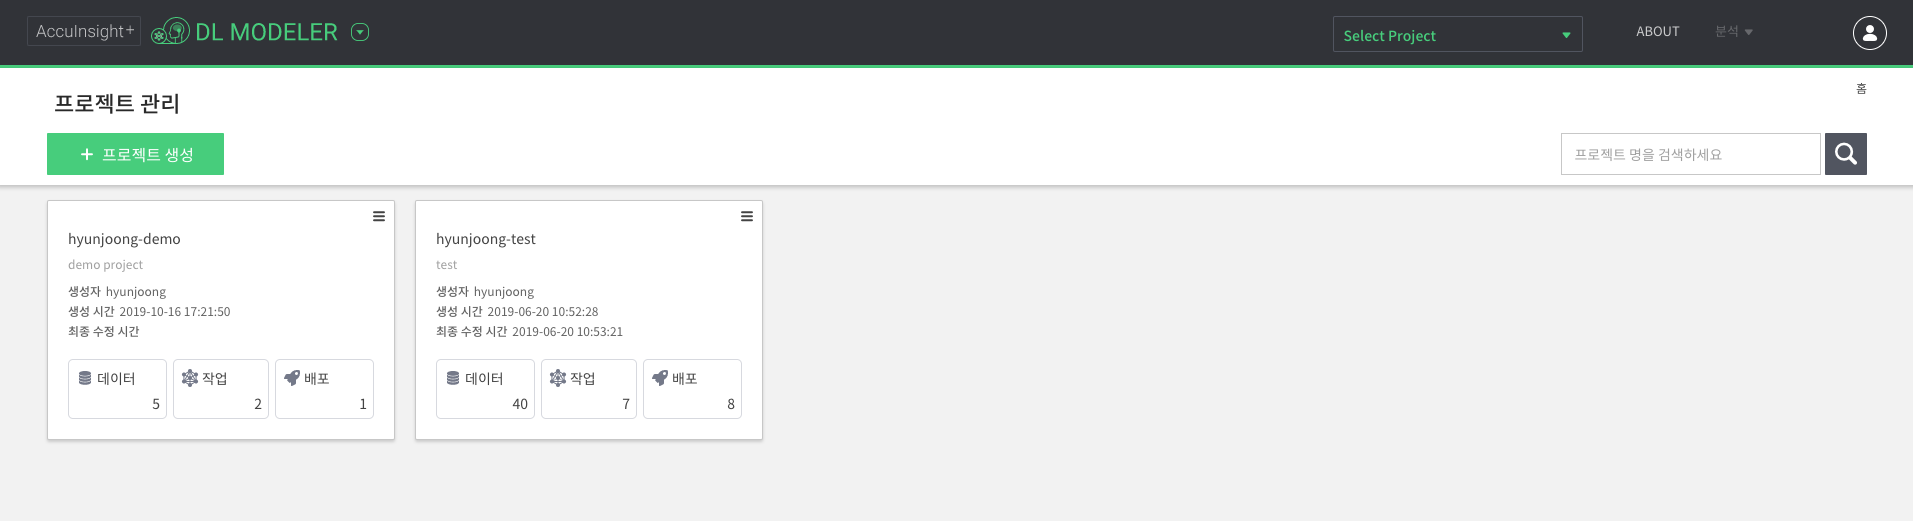 AccuInsight+ DL MODELER
Select Project
ABOUT
분석
프로젝트 관리
홈
+ 프로젝트 생성
프로젝트 명을 검색하세요
hyunjoong-demo
demo project
생성자 hyunjoong
생성 시간 2019-10-16 17:21:50
최종 수정 시간
데이터
5
작업
2
배포
1
hyunjoong-test
test
생성자 hyunjoong
생성 시간 2019-06-20 10:52:28
최종 수정 시간 2019-06-20 10:53:21
데이터
40
작업
7
배포
8